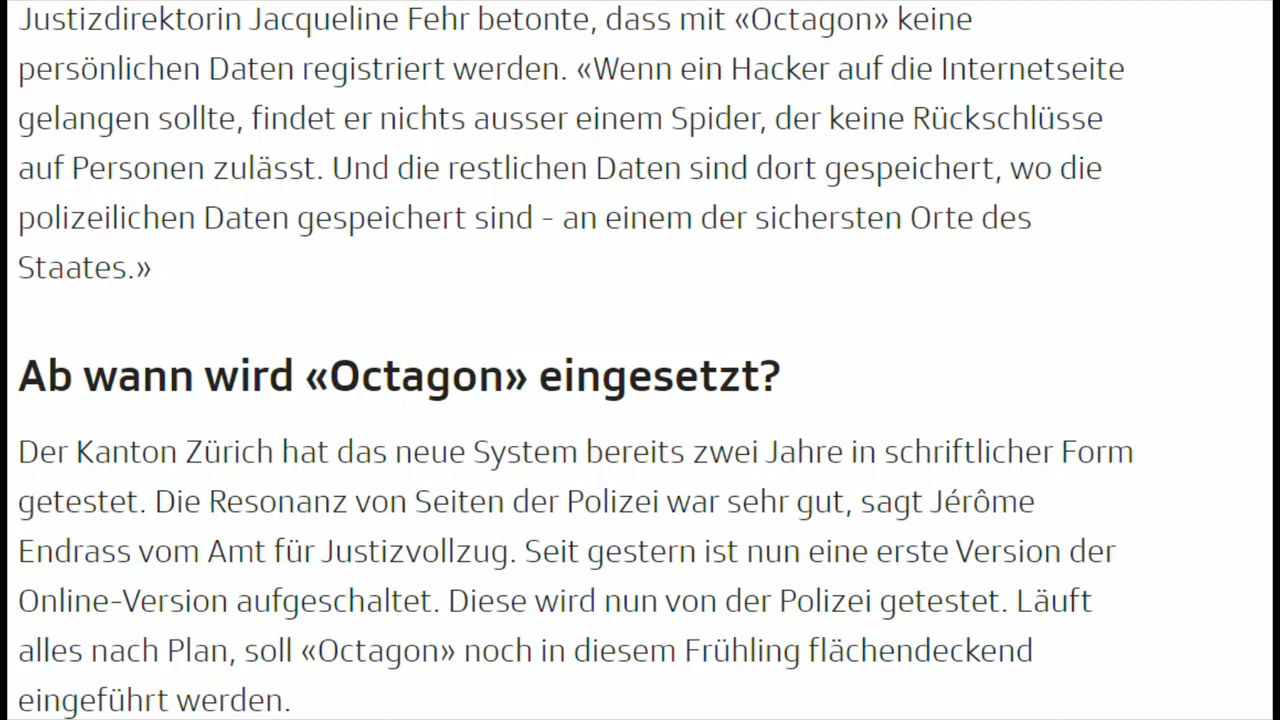 Justizdirektorin Jacqueline Fehr betonte, dass mit «Octagon» keine
persönlichen Daten registriert werden. «Wenn ein Hacker auf die Internetseite
gelangen sollte, findet er nichts ausser einem Spider, der keine Rückschlüsse
auf Personen zulässt. Und die restlichen Daten sind dort gespeichert, wo die
polizeilichen Daten gespeichert sind - an einem der sichersten Orte des
Staates.»
Ab wann wird «Octagon» eingesetzt?
Der Kanton Zürich hat das neue System bereits zwei Jahre in schriftlicher Form
getestet. Die Resonanz von Seiten der Polizei war sehr gut, sagt Jérôme
Endrass vom Amt für Justizvollzug. Seit gestern ist nun eine erste Version der
Online-Version aufgeschaltet. Diese wird nun von der Polizei getestet. Läuft
alles nach Plan, soll «Octagon» noch in diesem Frühling flächendeckend
eingeführt werden.